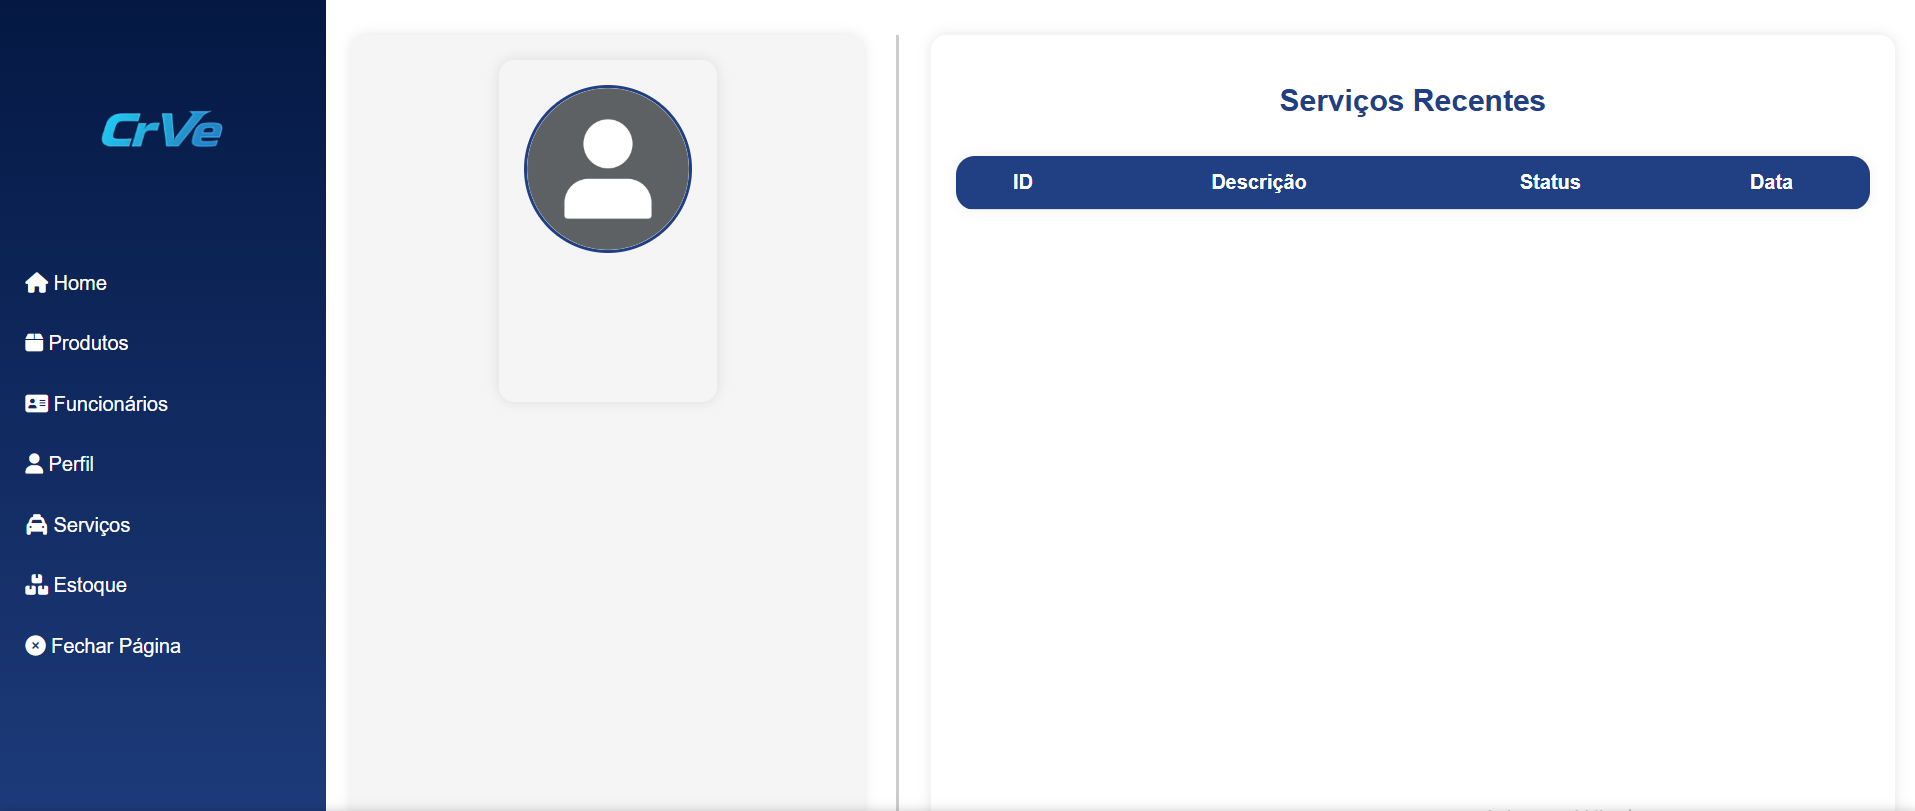 CrVe
Home
Produtos
Funcionários
Perfil
Serviços
Estoque
Fechar Página
Serviços Recentes
ID Descrição Status Data